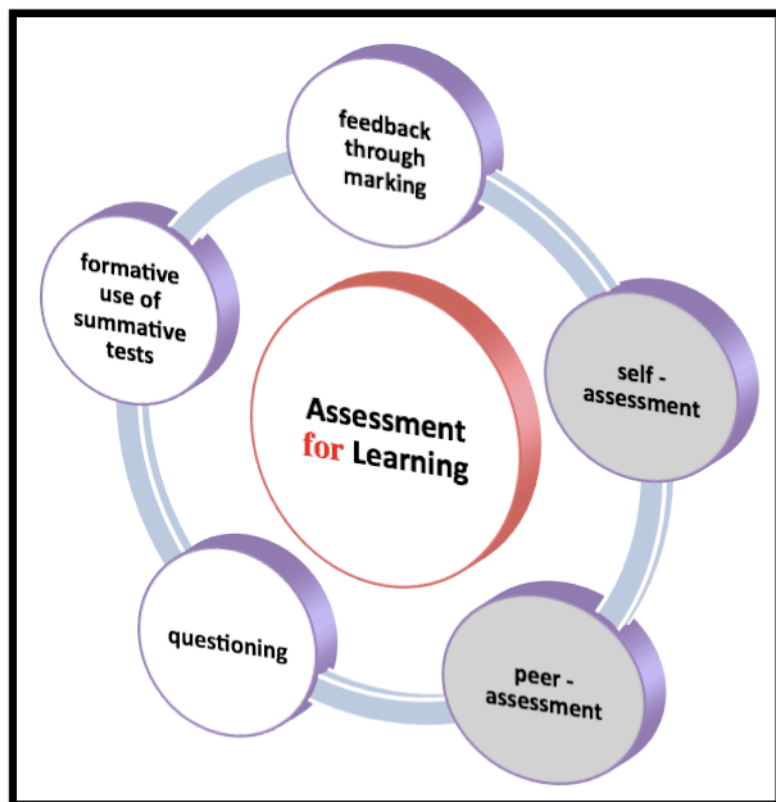 feedback
through
marking
self -
assessment
peer -
assessment
questioning
formative
use of
summative
tests
Assessment
for Learning